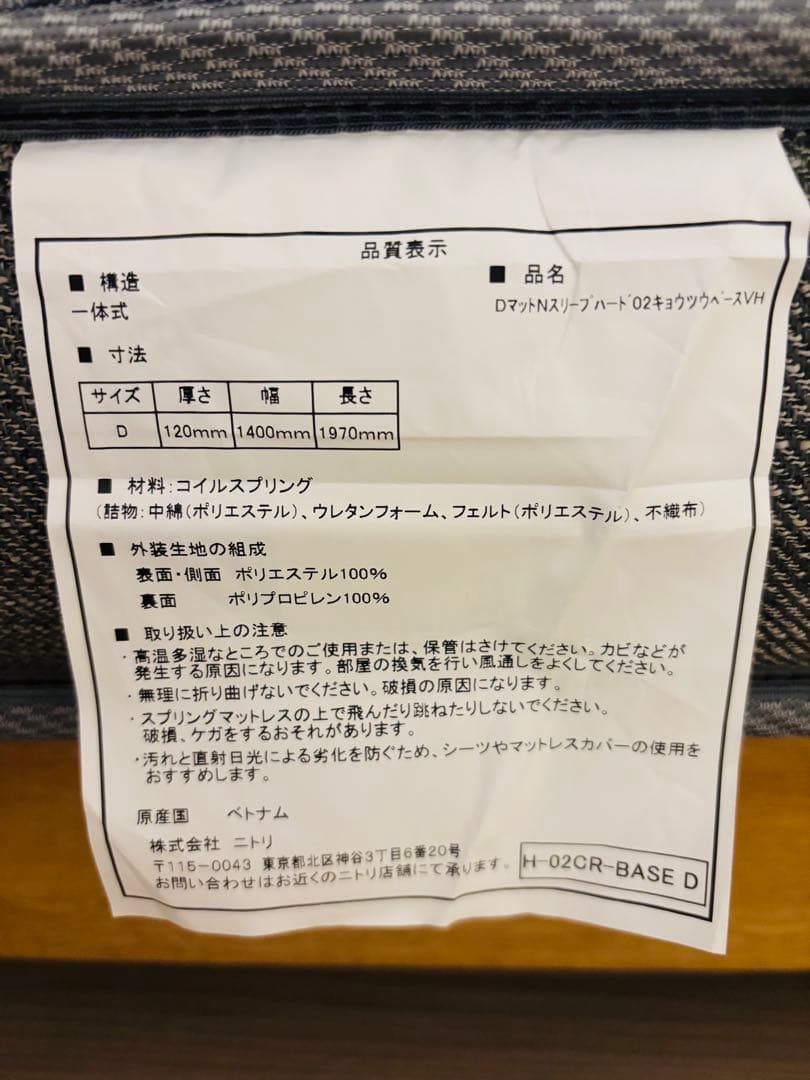 品質表示
■ 構造
一体式
■ 品名
DマットNスリープハード02キョウツウベースVH
■ 寸法
サイズ 厚さ 幅 長さ
D 120mm 1400mm 1970mm
■ 材料:コイルスプリング
(詰物:中綿(ポリエステル)、ウレタンフォーム、フェルト(ポリエステル)、不織布)
■ 外装生地の組成
表面・側面 ポリエステル100%
裏面 ポリプロピレン100%
■ 取り扱い上の注意
・高温多湿なところでのご使用または、保管はさけてください。カビなどが
発生する原因になります。部屋の換気を行い風通しをよくしてください。
・無理に折り曲げないでください。破損の原因になります。
・スプリングマットレスの上で飛んだり跳ねたりしないでください。
破損、ケガをするおそれがあります。
・汚れと直射日光による劣化を防ぐため、シーツやマットレスカバーの使用を
おすすめします。
原産国 ベトナム
株式会社 ニトリ
〒115-0043 東京都北区神谷3丁目6番20号
お問い合わせはお近くのニトリ店舗にて承ります。
H-02CR-BASE D